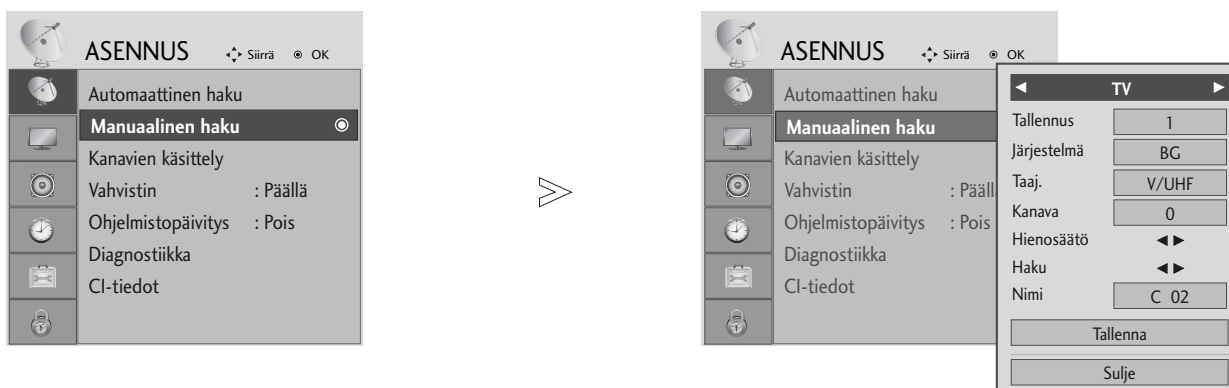 ASENNUS Siirrä OK
Automaattinen haku
Manuaalinen haku
Kanavien käsittely
Vahvistin : Päällä
Ohjelmistopäivitys : Pois
Diagnostiikka
CI-tiedot
ASENNUS Siirrä OK
Automaattinen haku
Manuaalinen haku
Kanavien käsittely
Vahvistin : Pääll
Ohjelmistopäivitys : Pois
Diagnostiikka
CI-tiedot
TV
Tallennus 1
Järjestelmä BG
Taaj. V/UHF
Kanava 0
Hienosäätö
Haku
Nimi C 02
Tallenna
Sulje